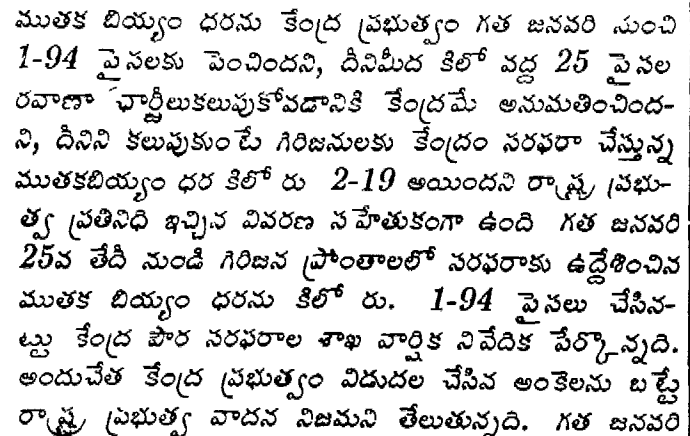 ముతక బియ్యం ధరను కేంద్ర ప్రభుత్వం గత జనవరి నుంచి
1-94 పైసలకు పెంచిందని, దీనిమీద కిలో వద్ద 25 పైసల
రవాణా ఛార్జీలుకలుపుకోవడానికి కేంద్రమే అనుమతించింద-
ని, దీనిని కలుపుకుంటే గిరిజనులకు కేంద్రం సరఫరా చేస్తున్న
ముతకబియ్యం ధర కిలో రు 2-19 అయిందని రాష్ట్ర ప్రభు-
త్వ ప్రతినిధి ఇచ్చిన వివరణ సహేతుకంగా ఉంది గత జనవరి
25వ తేదీ నుండి గిరిజన ప్రాంతాలలో సరఫరాకు ఉద్దేశించిన
ముతక బియ్యం ధరను కిలో రు. 1-94 పైసలు చేసిన-
ట్టు కేంద్ర పౌర సరఫరాల శాఖ వార్షిక నివేదిక పేర్కొన్నది.
అందుచేత కేంద్ర ప్రభుత్వం విడుదల చేసిన అంకెలను బట్టే
రాష్ట్ర ప్రభుత్వ వాదన నిజమని తేలుతున్నది. గత జనవరి